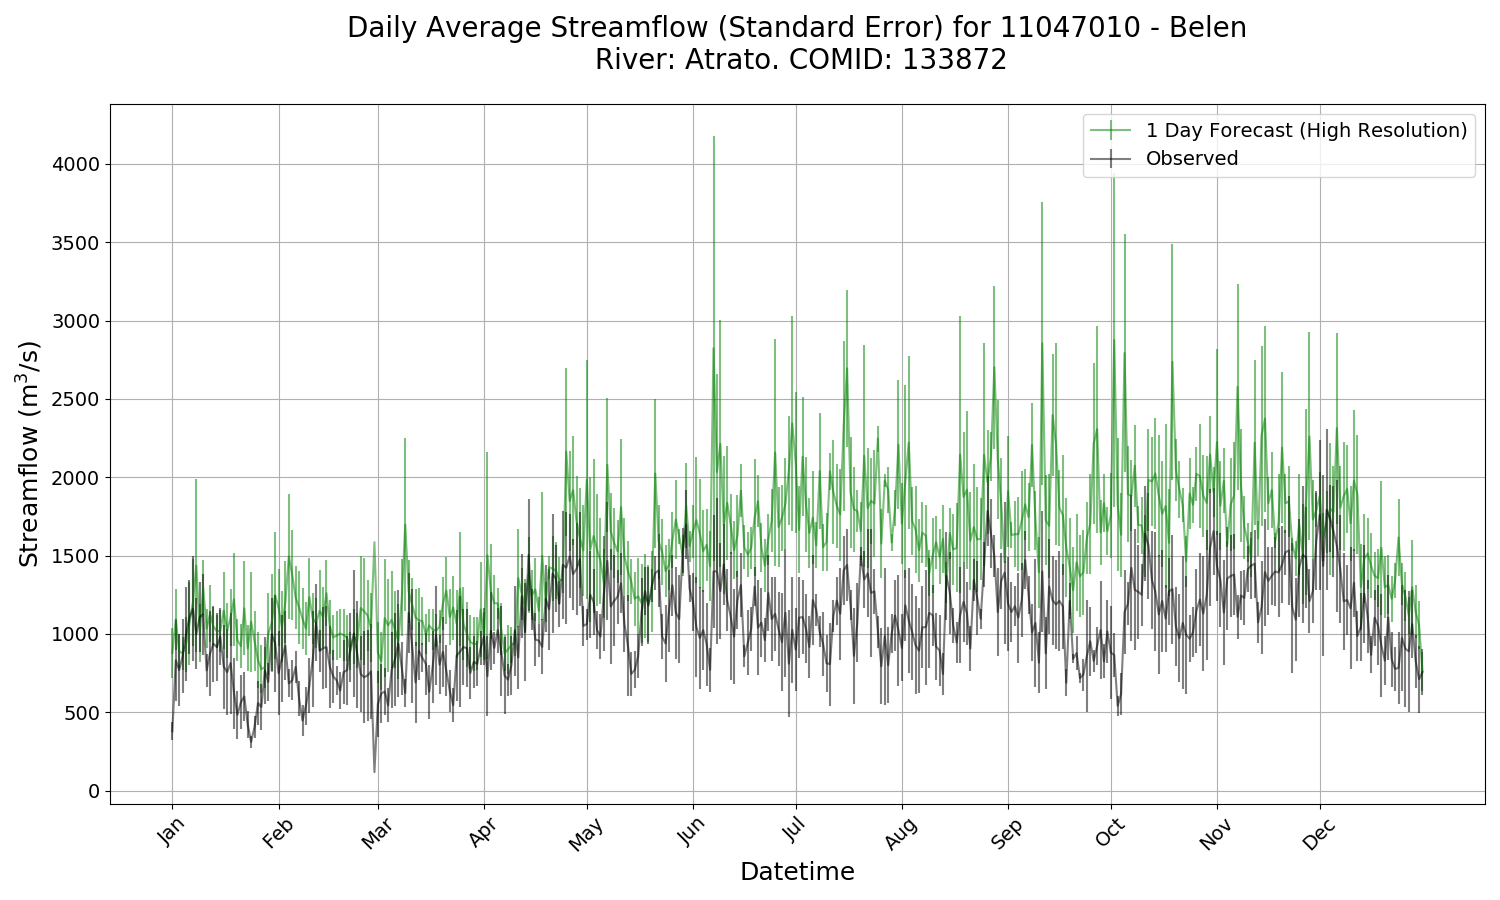 Daily Average Streamflow (Standard Error) for 11047010 - Belen
River: Atrato. COMID: 133872
1 Day Forecast (High Resolution)
Observed
Streamflow (m³/s)
4000
3500
3000
2500
2000
1500
1000
500
0
Jan
Feb
Mar
Apr
May
Jun
Jul
Aug
Sep
Oct
Nov
Dec
Datetime